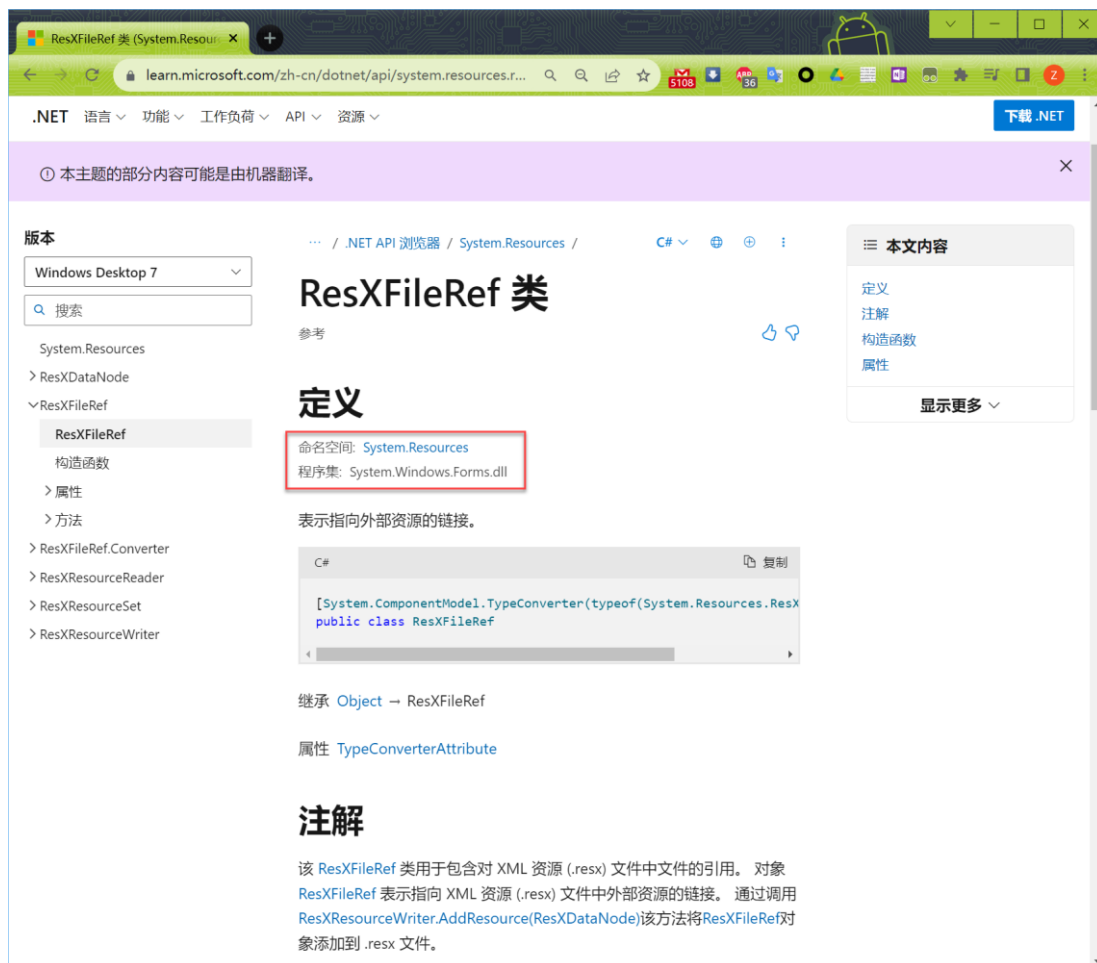 ResXFileRef 类 (System.Resour
learn.microsoft.com/zh-cn/dotnet/api/system.resources.r...
5108
36
Z
.NET 语言 功能 工作负荷 API 资源
下载 .NET
本主题的部分内容可能是由机器翻译。
版本
Windows Desktop 7
搜索
System.Resources
ResXDataNode
ResXFileRef
ResXFileRef
构造函数
属性
方法
ResXFileRef.Converter
ResXResourceReader
ResXResourceSet
ResXResourceWriter
··· / .NET API 浏览器 / System.Resources /
C#
ResXFileRef 类
参考
定义
命名空间: System.Resources
程序集: System.Windows.Forms.dll
表示指向外部资源的链接。
C#
复制
[System.ComponentModel.TypeConverter(typeof(System.Resources.ResX
public class ResXFileRef
继承 Object → ResXFileRef
属性 TypeConverterAttribute
注解
该 ResXFileRef 类用于包含对 XML 资源 (.resx) 文件中文件的引用。 对象
ResXFileRef 表示指向 XML 资源 (.resx) 文件中外部资源的链接。 通过调用
ResXResourceWriter.AddResource(ResXDataNode)该方法将ResXFileRef对
象添加到 .resx 文件。
本文内容
定义
注解
构造函数
属性
显示更多